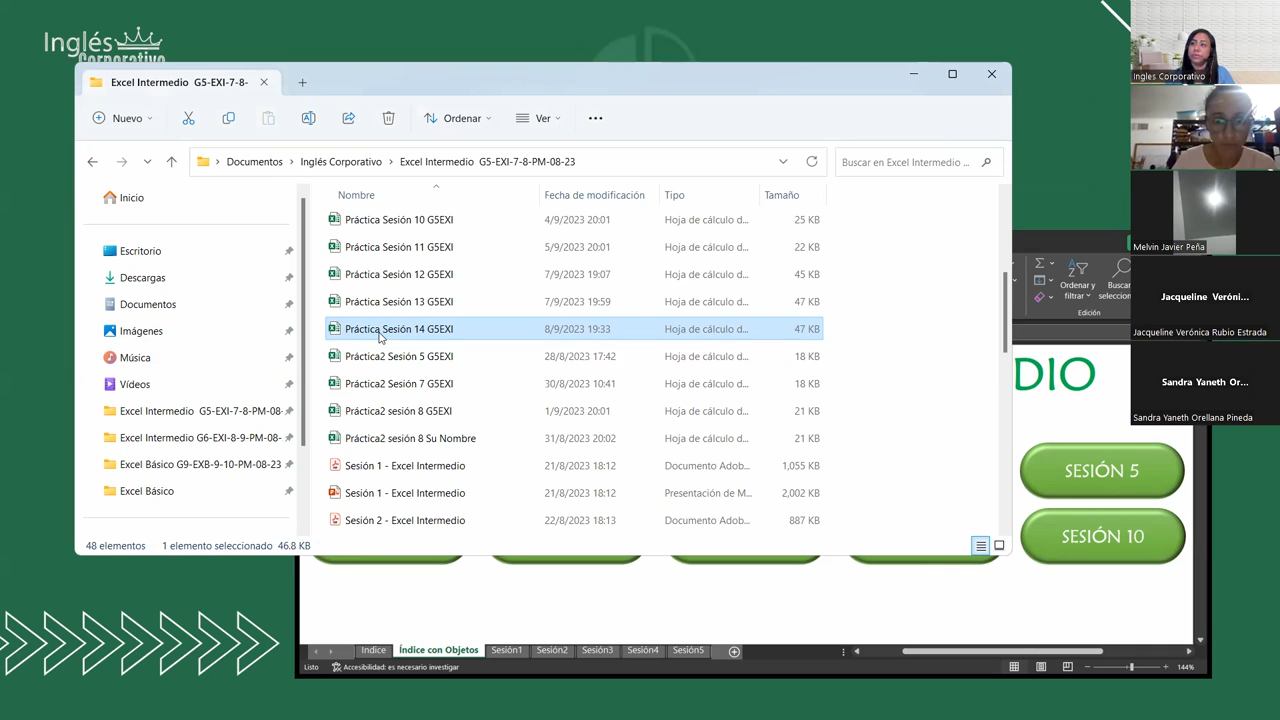 Inglés
Corporativo
Excel Intermedio  G5-EXI-7-8-
Nuevo
Ordenar
Ver
Documentos
Inglés Corporativo
Excel Intermedio  G5-EXI-7-8-PM-08-23
Buscar en Excel Intermedio ...
Inicio
Escritorio
Descargas
Documentos
Imágenes
Música
Vídeos
Excel Intermedio  G5-EXI-7-8-PM-08-
Excel Intermedio G6-EXI-8-9-PM-08-
Excel Básico G9-EXB-9-10-PM-08-23
Excel Básico
Nombre Fecha de modificación Tipo Tamaño
Práctica Sesión 10 G5EXI 4/9/2023 20:01 Hoja de cálculo d... 25 KB
Práctica Sesión 11 G5EXI 5/9/2023 20:01 Hoja de cálculo d... 22 KB
Práctica Sesión 12 G5EXI 7/9/2023 19:07 Hoja de cálculo d... 45 KB
Práctica Sesión 13 G5EXI 7/9/2023 19:59 Hoja de cálculo d... 47 KB
Práctica Sesión 14 G5EXI 8/9/2023 19:33 Hoja de cálculo d... 47 KB
Práctica2 Sesión 5 G5EXI 28/8/2023 17:42 Hoja de cálculo d... 18 KB
Práctica2 Sesión 7 G5EXI 30/8/2023 10:41 Hoja de cálculo d... 18 KB
Práctica2 sesión 8 G5EXI 1/9/2023 20:01 Hoja de cálculo d... 21 KB
Práctica2 sesión 8 Su Nombre 31/8/2023 20:02 Hoja de cálculo d... 21 KB
Sesión 1 - Excel Intermedio 21/8/2023 18:12 Documento Adob... 1,055 KB
Sesión 1 - Excel Intermedio 21/8/2023 18:12 Presentación de M... 2,002 KB
Sesión 2 - Excel Intermedio 22/8/2023 18:13 Documento Adob... 887 KB
48 elementos 1 elemento seleccionado 46.8 KB
Ordenar y
filtrar
Buscar
seleccion
Edición
DIO
SESIÓN 5
SESIÓN 10
Indice Índice con Objetos Sesión1 Sesión2 Sesión3 Sesión4 Sesión5
Listo Accesibilidad: es necesario investigar 144%
Ingles Corporativo
Melvin Javier Peña
Jacqueline Veróni...
Jacqueline Verónica Rubio Estrada
Sandra Yaneth Or...
Sandra Yaneth Orellana Pineda